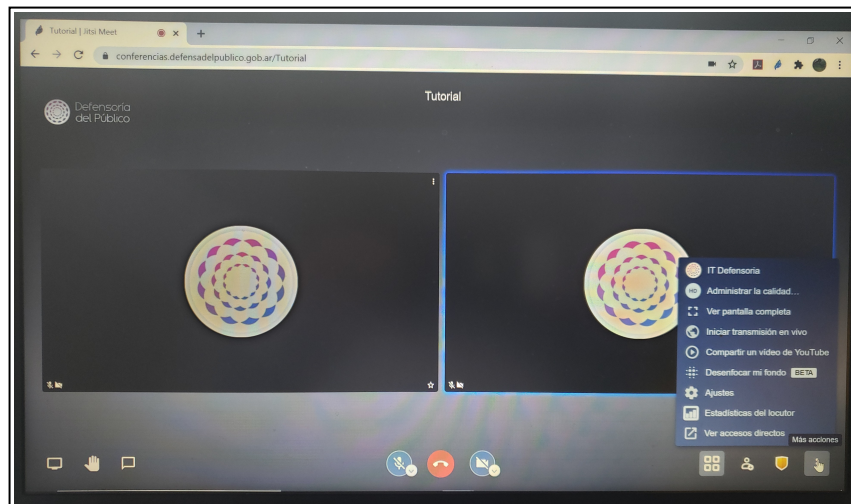 Tutorial | Jitsi Meet
conferencias.defensadelpublico.gob.ar/Tutorial
Tutorial
Defensoría
del Público
IT Defensoria
HD Administrar la calidad...
Ver pantalla completa
Iniciar transmisión en vivo
Compartir un vídeo de YouTube
Desenfocar mi fondo BETA
Ajustes
Estadísticas del locutor
Ver accesos directos
Más acciones